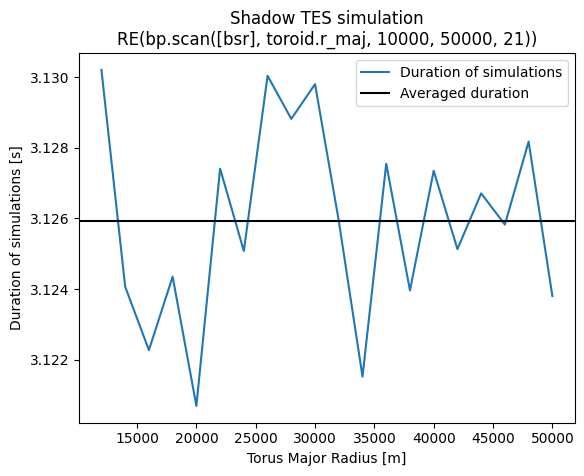 Shadow TES simulation
RE(bp.scan([bsr], toroid.r_maj, 10000, 50000, 21))
Duration of simulations
Averaged duration
Duration of simulations [s]
3.130
3.128
3.126
3.124
3.122
15000 20000 25000 30000 35000 40000 45000 50000
Torus Major Radius [m]